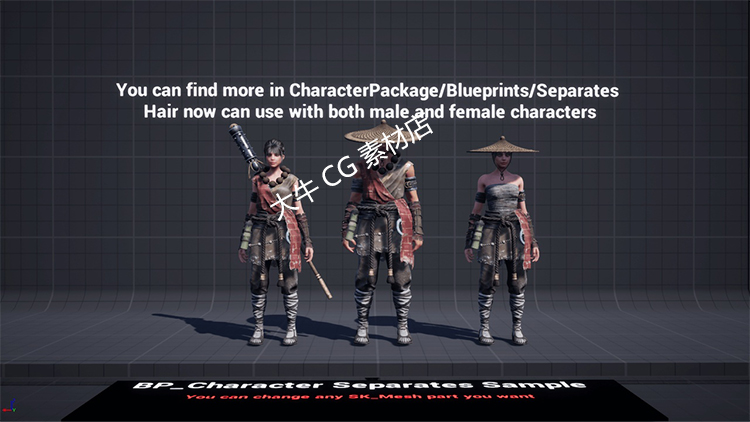 You can find more in CharacterPackage/Blueprints/Separates
Hair now can use with both male and female characters
大牛 CG 素材店
BP_Character Separates Sample
You can change any SK_Mesh part you want